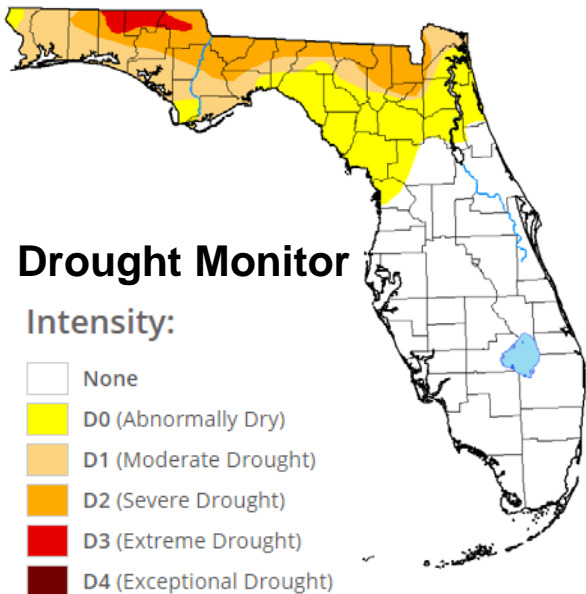 Drought Monitor
Intensity:
None
D0 (Abnormally Dry)
D1 (Moderate Drought)
D2 (Severe Drought)
D3 (Extreme Drought)
D4 (Exceptional Drought)